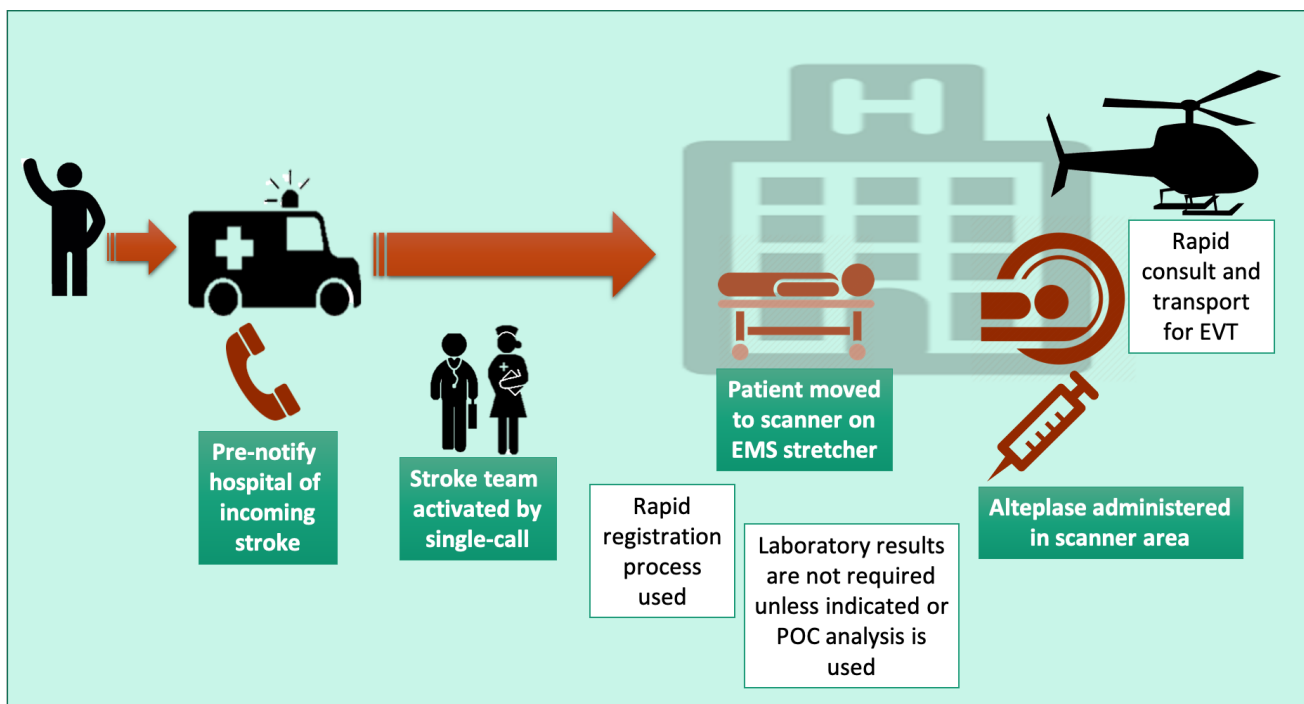 Pre-notify
hospital of
incoming
stroke
Stroke team
activated by
single-call
Rapid
registration
process
used
Patient moved
to scanner on
EMS stretcher
Laboratory results
are not required
unless indicated or
POC analysis is
used
Alteplase administered
in scanner area
Rapid
consult and
transport
for EVT